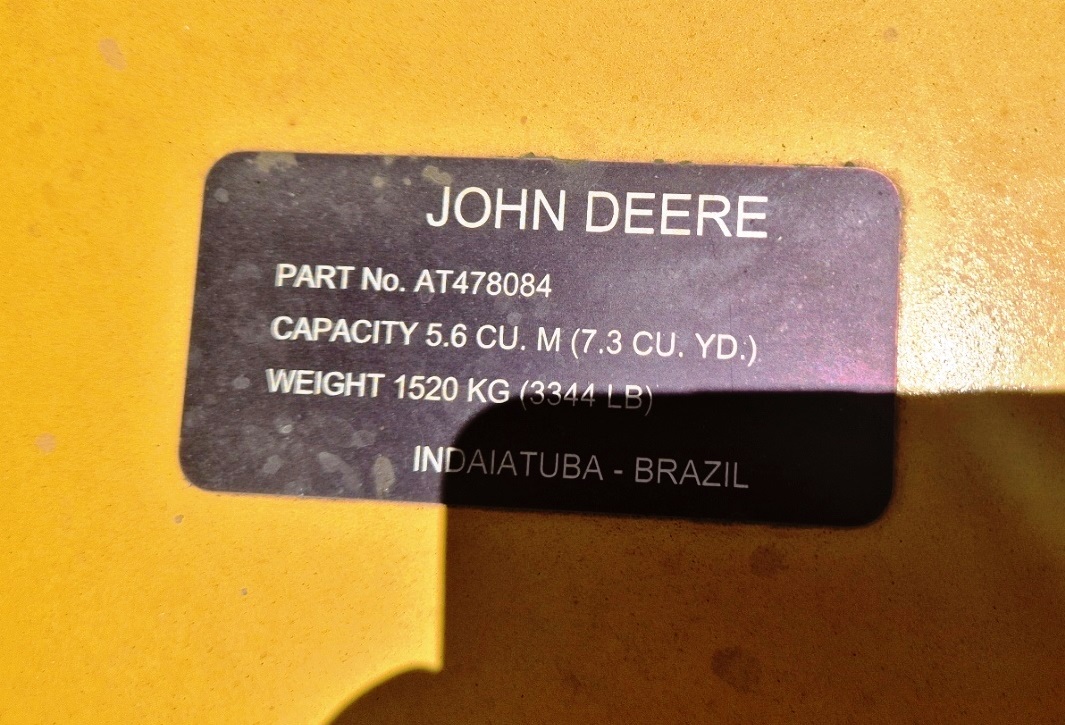 JOHN DEERE
PART No. AT478084
CAPACITY 5.6 CU. M (7.3 CU. YD.)
WEIGHT 1520 KG (3344 LB)
INDAIATUBA - BRAZIL